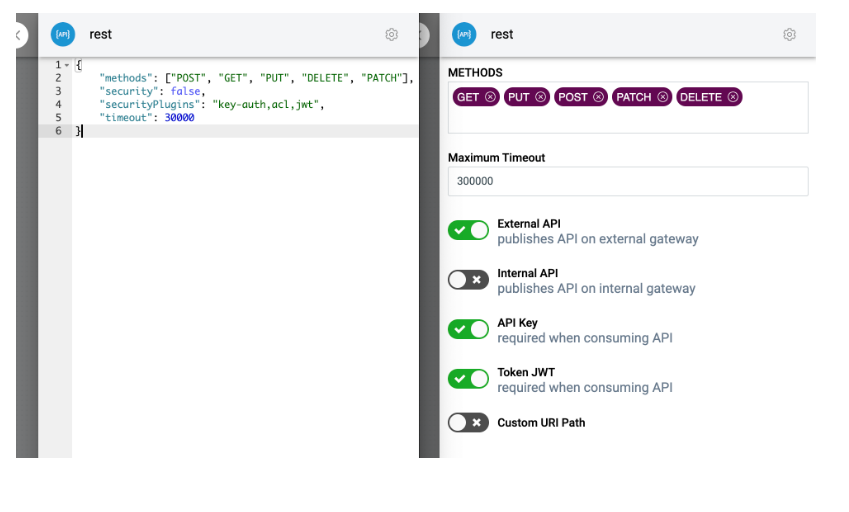 [API] rest
1 {
2 "methods": ["POST", "GET", "PUT", "DELETE", "PATCH"],
3 "security": false,
4 "securityPlugins": "key-auth,acl,jwt",
5 "timeout": 30000
6 }
[API] rest
METHODS
GET PUT POST PATCH DELETE
Maximum Timeout
300000
External API
publishes API on external gateway
Internal API
publishes API on internal gateway
API Key
required when consuming API
Token JWT
required when consuming API
Custom URI Path